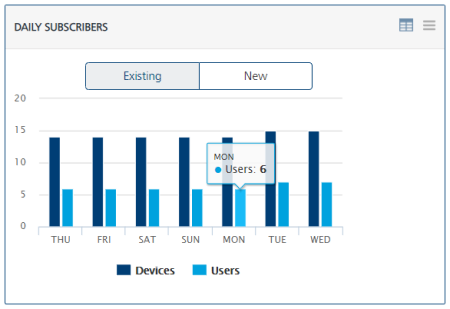 DAILY SUBSCRIBERS
Existing New
20
15
10
5
0
MON
Users: 6
THU FRI SAT SUN MON TUE WED
Devices Users